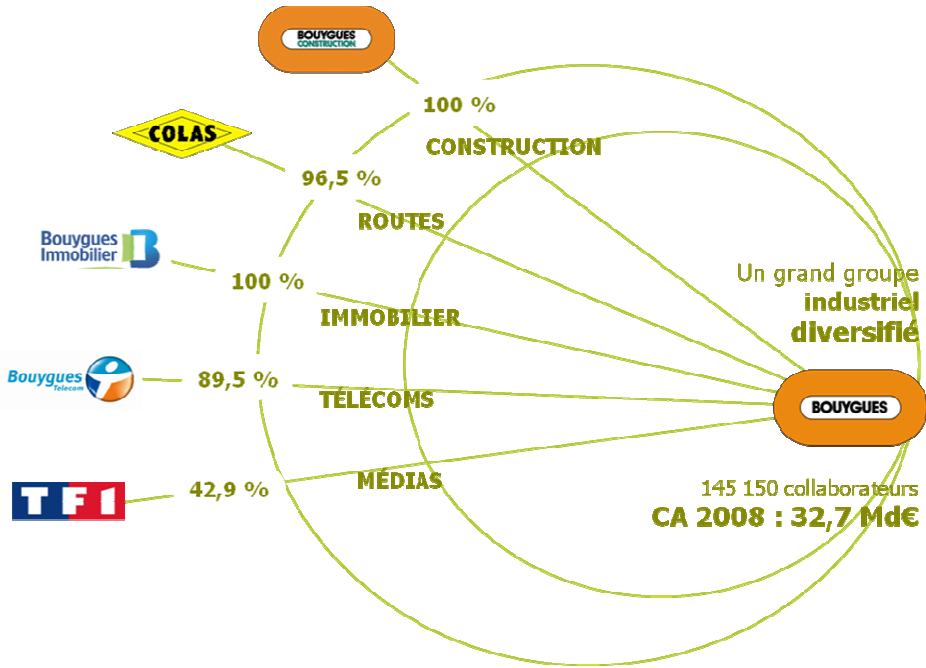 BOUYGUES
CONSTRUCTION
100 %
CONSTRUCTION
COLAS
96,5 %
ROUTES
Bouygues
Immobilier
100 %
IMMOBILIER
Bouygues
Telecom
89,5 %
TÉLÉCOMS
TF1
42,9 %
MÉDIAS
Un grand groupe
industriel
diversifié
BOUYGUES
145 150 collaborateurs
CA 2008 : 32,7 Md€